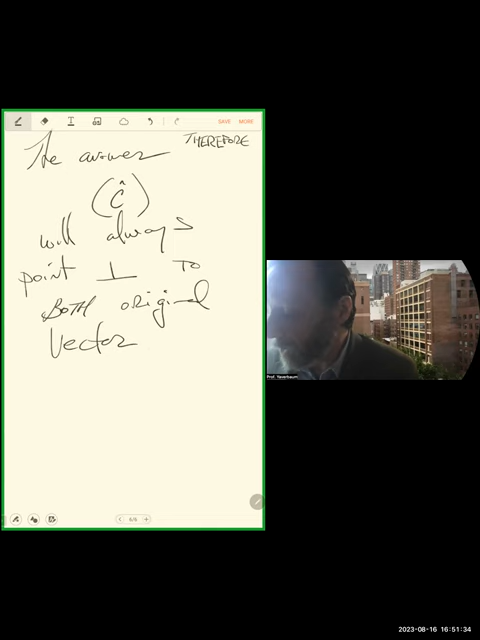 SAVE MORE
THEREFORE
The answer
(ĉ)
will always
point ⊥ to
BOTH original
Vector
6/6
Prof. Yaverbaum
2023-08-16 16:51:34